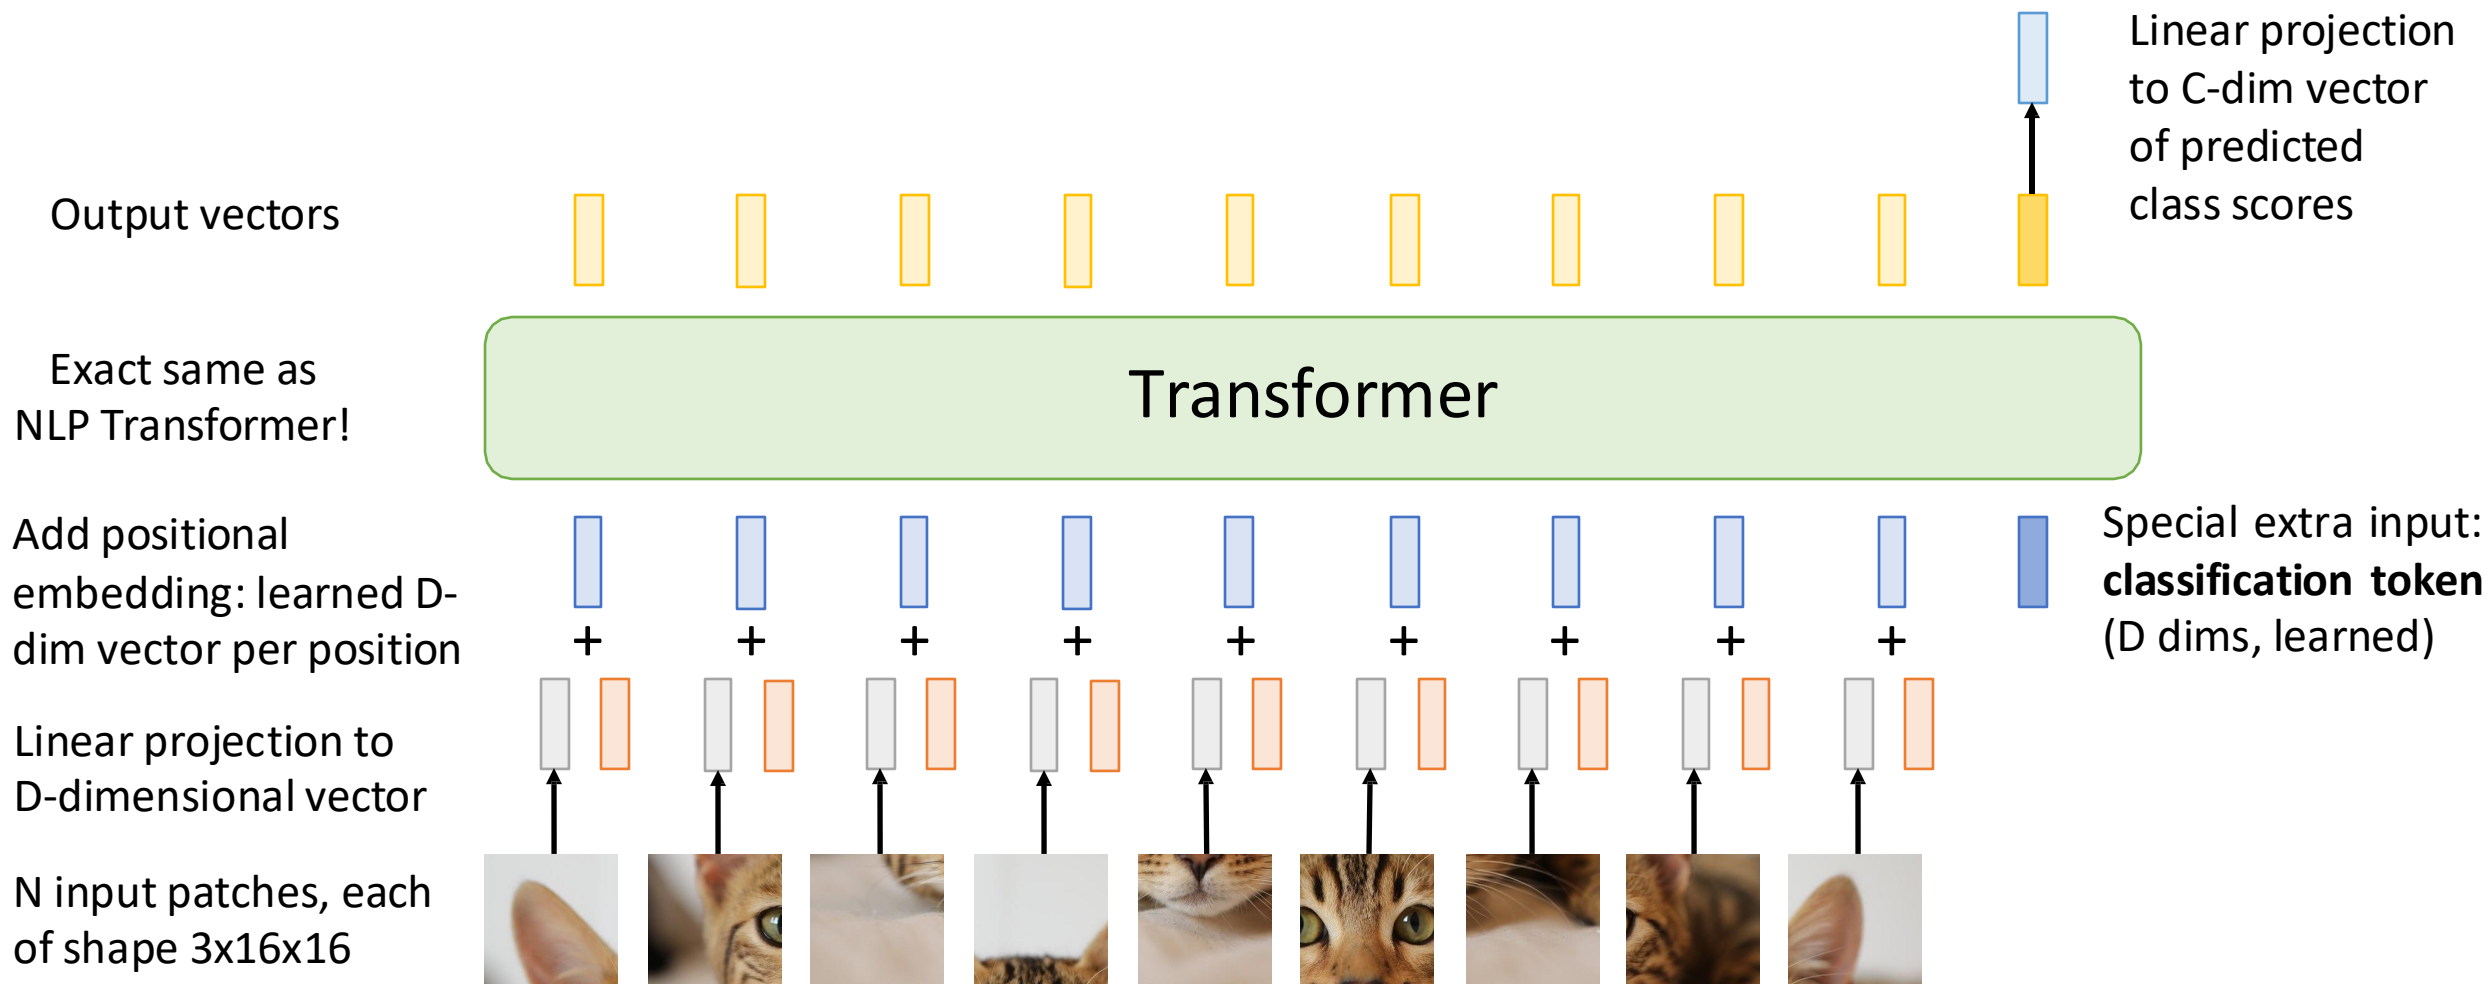 Linear projection
to C-dim vector
of predicted
class scores
Output vectors
Exact same as
NLP Transformer!
Transformer
Add positional
embedding: learned D-
dim vector per position
Special extra input:
classification token
(D dims, learned)
+ + + + + + + + +
Linear projection to
D-dimensional vector
N input patches, each
of shape 3x16x16